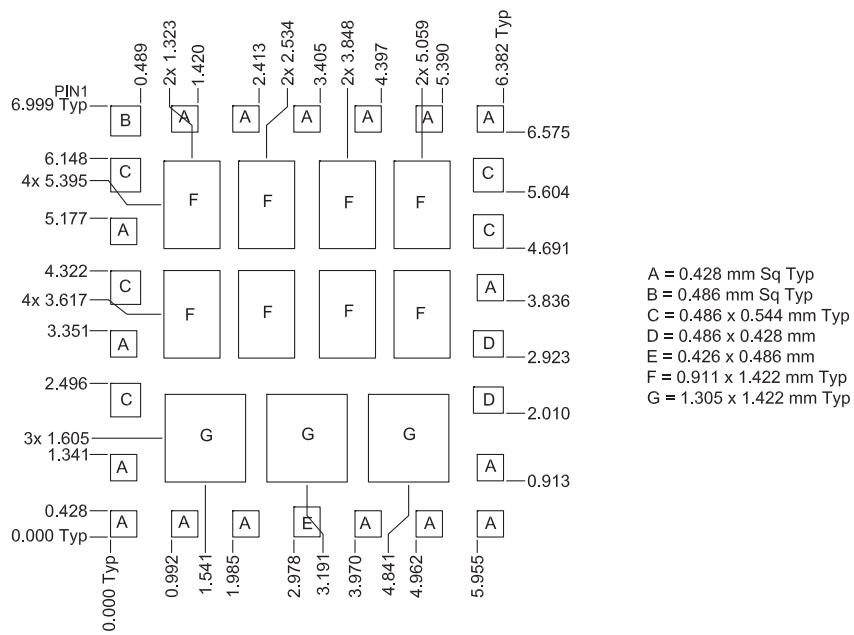 0.489
2x 1.323
1.420
2.413
2x 2.534
3.405
2x 3.848
4.397
2x 5.059
5.390
6.382 Typ
PIN1
6.999 Typ
B
A
A
A
A
A
A
6.575
6.148
C
C
4x 5.395
F
F
F
F
5.604
5.177
A
C
4.691
4.322
C
A
4x 3.617
F
F
F
F
3.836
3.351
A
D
2.923
2.496
C
D
2.010
3x 1.605
G
G
G
1.341
A
A
0.913
0.428
A
A
A
E
A
A
A
0.000 Typ
0.000 Typ
0.992
1.541
1.985
2.978
3.191
3.970
4.841
4.962
5.955
A = 0.428 mm Sq Typ
B = 0.486 mm Sq Typ
C = 0.486 x 0.544 mm Typ
D = 0.486 x 0.428 mm
E = 0.426 x 0.486 mm
F = 0.911 x 1.422 mm Typ
G = 1.305 x 1.422 mm Typ